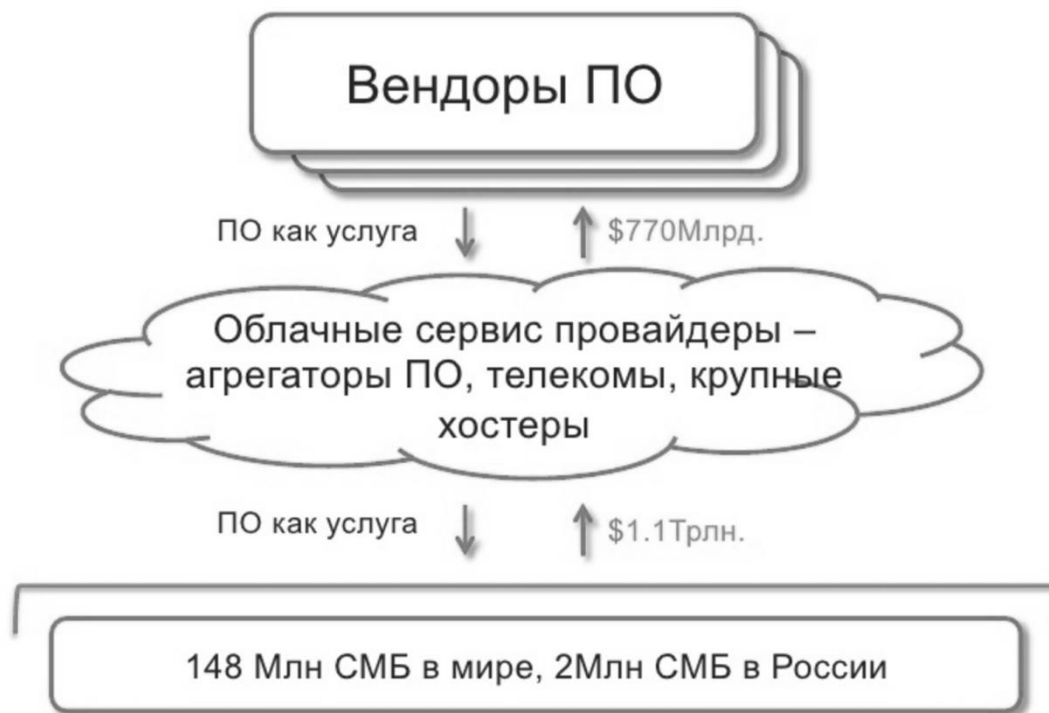 Вендоры ПО
ПО как услуга
$770Млрд.
Облачные сервис провайдеры –
агрегаторы ПО, телекомы, крупные
хостеры
ПО как услуга
$1.1Трлн.
148 Млн СМБ в мире, 2Млн СМБ в России